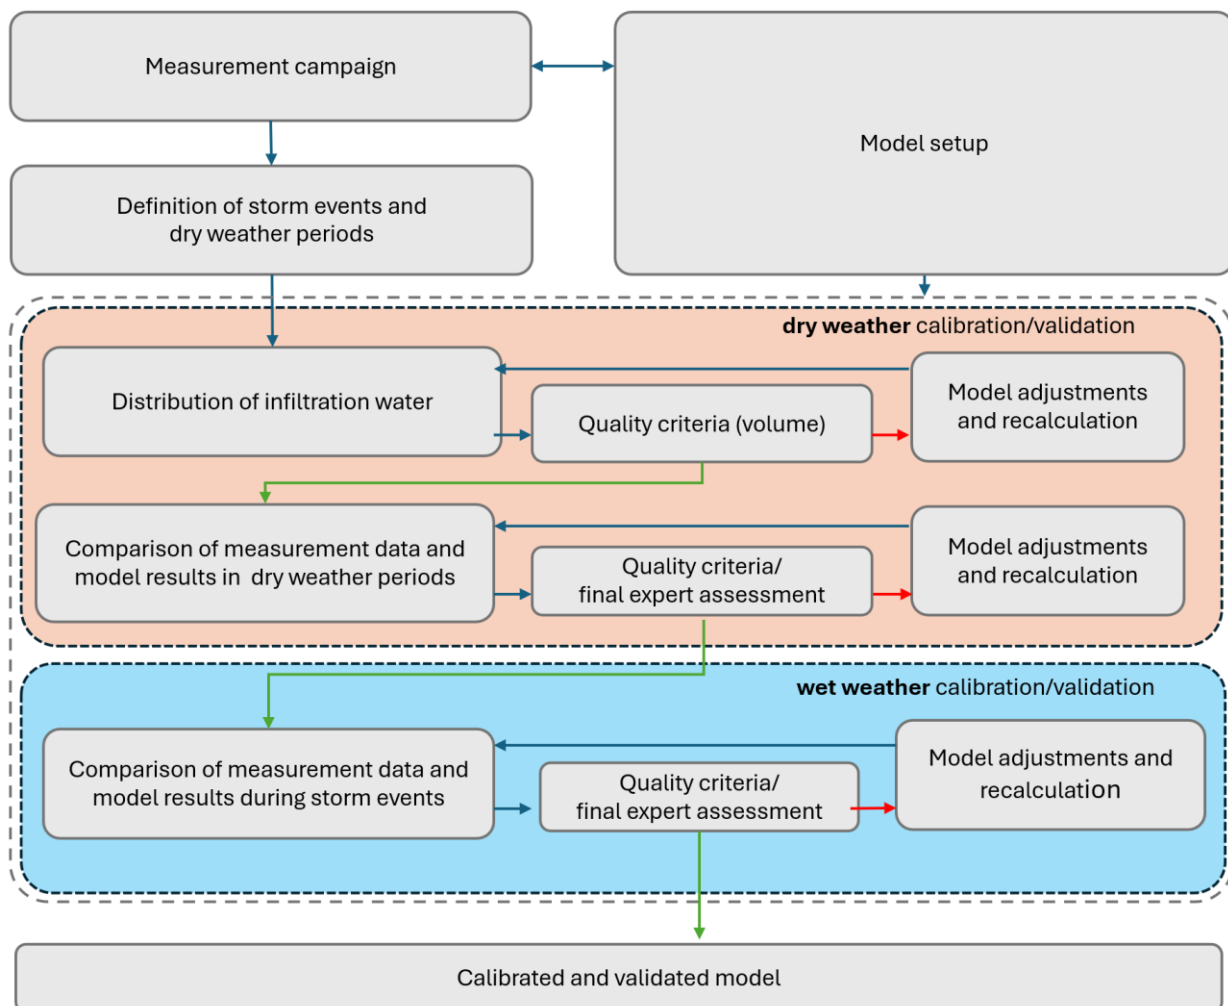 Measurement campaign
Model setup
Definition of storm events and
dry weather periods
dry weather calibration/validation
Distribution of infiltration water
Quality criteria (volume)
Model adjustments
and recalculation
Comparison of measurement data and
model results in dry weather periods
Quality criteria/
final expert assessment
Model adjustments
and recalculation
wet weather calibration/validation
Comparison of measurement data and
model results during storm events
Quality criteria/
final expert assessment
Model adjustments and
recalculation
Calibrated and validated model